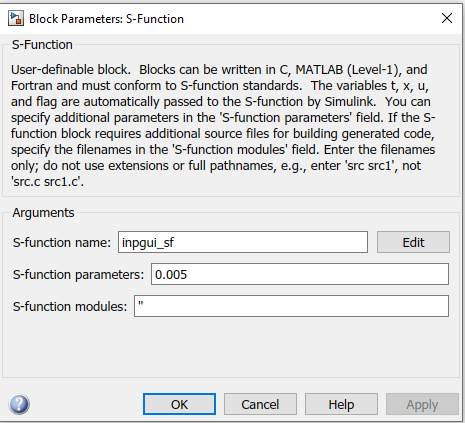 Block Parameters: S-Function
S-Function
User-definable block.  Blocks can be written in C, MATLAB (Level-1), and
Fortran and must conform to S-function standards.  The variables t, x, u,
and flag are automatically passed to the S-function by Simulink.  You can
specify additional parameters in the 'S-function parameters' field. If the S-
function block requires additional source files for building generated code,
specify the filenames in the 'S-function modules' field. Enter the filenames
only; do not use extensions or full pathnames, e.g., enter 'src src1', not
'src.c src1.c'.
Arguments
S-function name: inpgui_sf Edit
S-function parameters: 0.005
S-function modules: ''
OK Cancel Help Apply